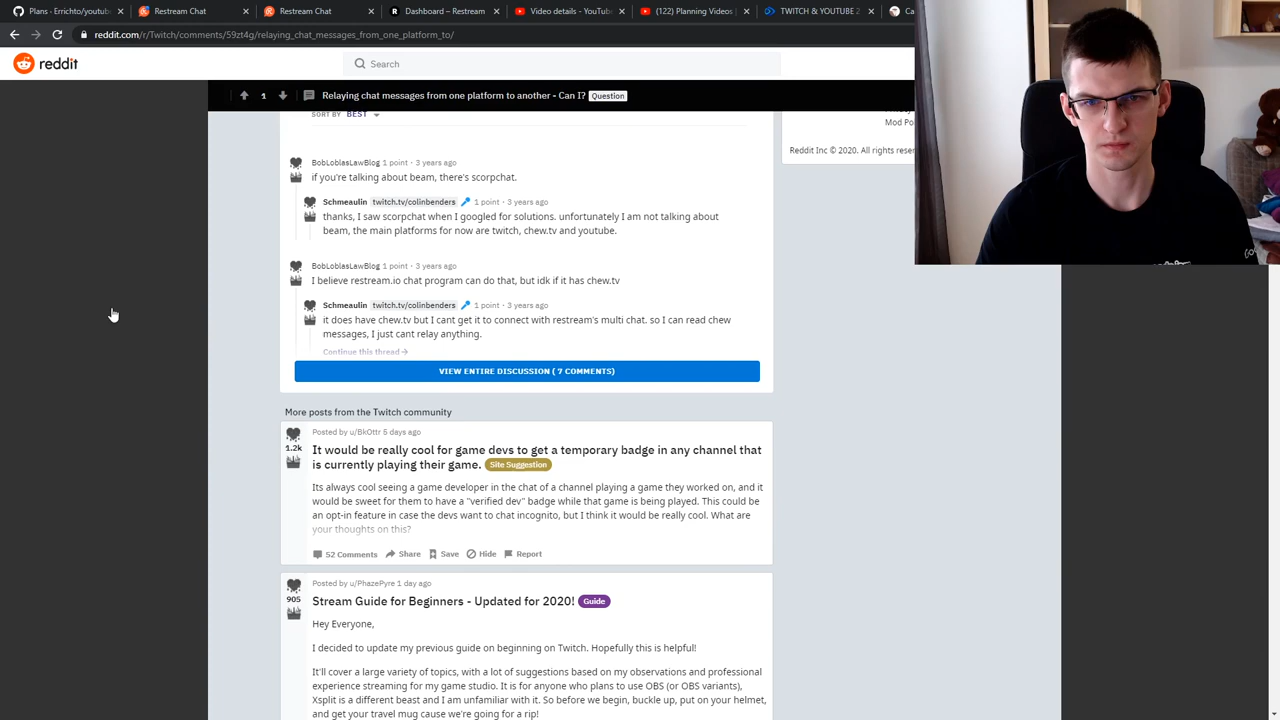 Plans - Errichto/youtub
Restream Chat
Restream Chat
Dashboard – Restream
Video details - YouTube
(122) Planning Videos
TWITCH & YOUTUBE 2
Ca
reddit.com/r/Twitch/comments/59zt4g/relaying_chat_messages_from_one_platform_to/
reddit
Search
1
Relaying chat messages from one platform to another - Can I? Question
SORT BY BEST
Mod Po
Reddit Inc © 2020. All rights rese
BobLoblasLawBlog 1 point · 3 years ago
if you're talking about beam, there's scorpchat.
Schmeaulin twitch.tv/colinbenders 1 point · 3 years ago
thanks, I saw scorpchat when I googled for solutions. unfortunately I am not talking about
beam, the main platforms for now are twitch, chew.tv and youtube.
BobLoblasLawBlog 1 point · 3 years ago
I believe restream.io chat program can do that, but idk if it has chew.tv
Schmeaulin twitch.tv/colinbenders 1 point · 3 years ago
it does have chew.tv but I cant get it to connect with restream's multi chat. so I can read chew
messages, I just cant relay anything.
Continue this thread
VIEW ENTIRE DISCUSSION ( 7 COMMENTS)
More posts from the Twitch community
Posted by u/BkOttr 5 days ago
1.2k
It would be really cool for game devs to get a temporary badge in any channel that
is currently playing their game. Site Suggestion
Its always cool seeing a game developer in the chat of a channel playing a game they worked on, and it
would be sweet for them to have a "verified dev" badge while that game is being played. This could be
an opt-in feature in case the devs want to chat incognito, but I think it would be really cool. What are
your thoughts on this?
52 Comments Share Save Hide Report
Posted by u/PhazePyre 1 day ago
905
Stream Guide for Beginners - Updated for 2020! Guide
Hey Everyone,
I decided to update my previous guide on beginning on Twitch. Hopefully this is helpful!
It'll cover a large variety of topics, with a lot of suggestions based on my observations and professional
experience streaming for my game studio. It is for anyone who plans to use OBS (or OBS variants),
Xsplit is a different beast and I am unfamiliar with it. So before we begin, buckle up, put on your helmet,
and get your travel mug cause we're going for a rip!